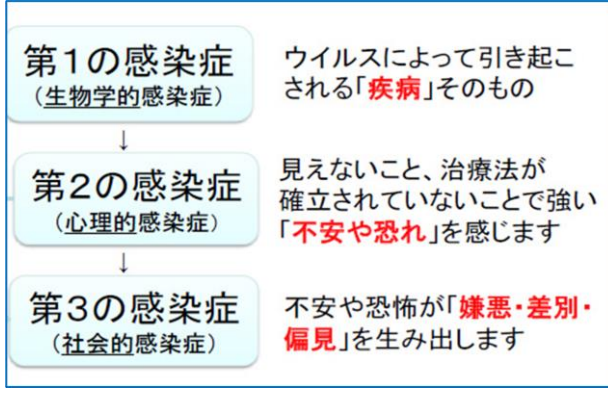 第１の感染症
（生物学的感染症）
ウイルスによって引き起こ
される「疾病」そのもの
↓
第２の感染症
（心理的感染症）
見えないこと、治療法が
確立されていないことで強い
「不安や恐れ」を感じます
↓
第３の感染症
（社会的感染症）
不安や恐怖が「嫌悪・差別・
偏見」を生み出します